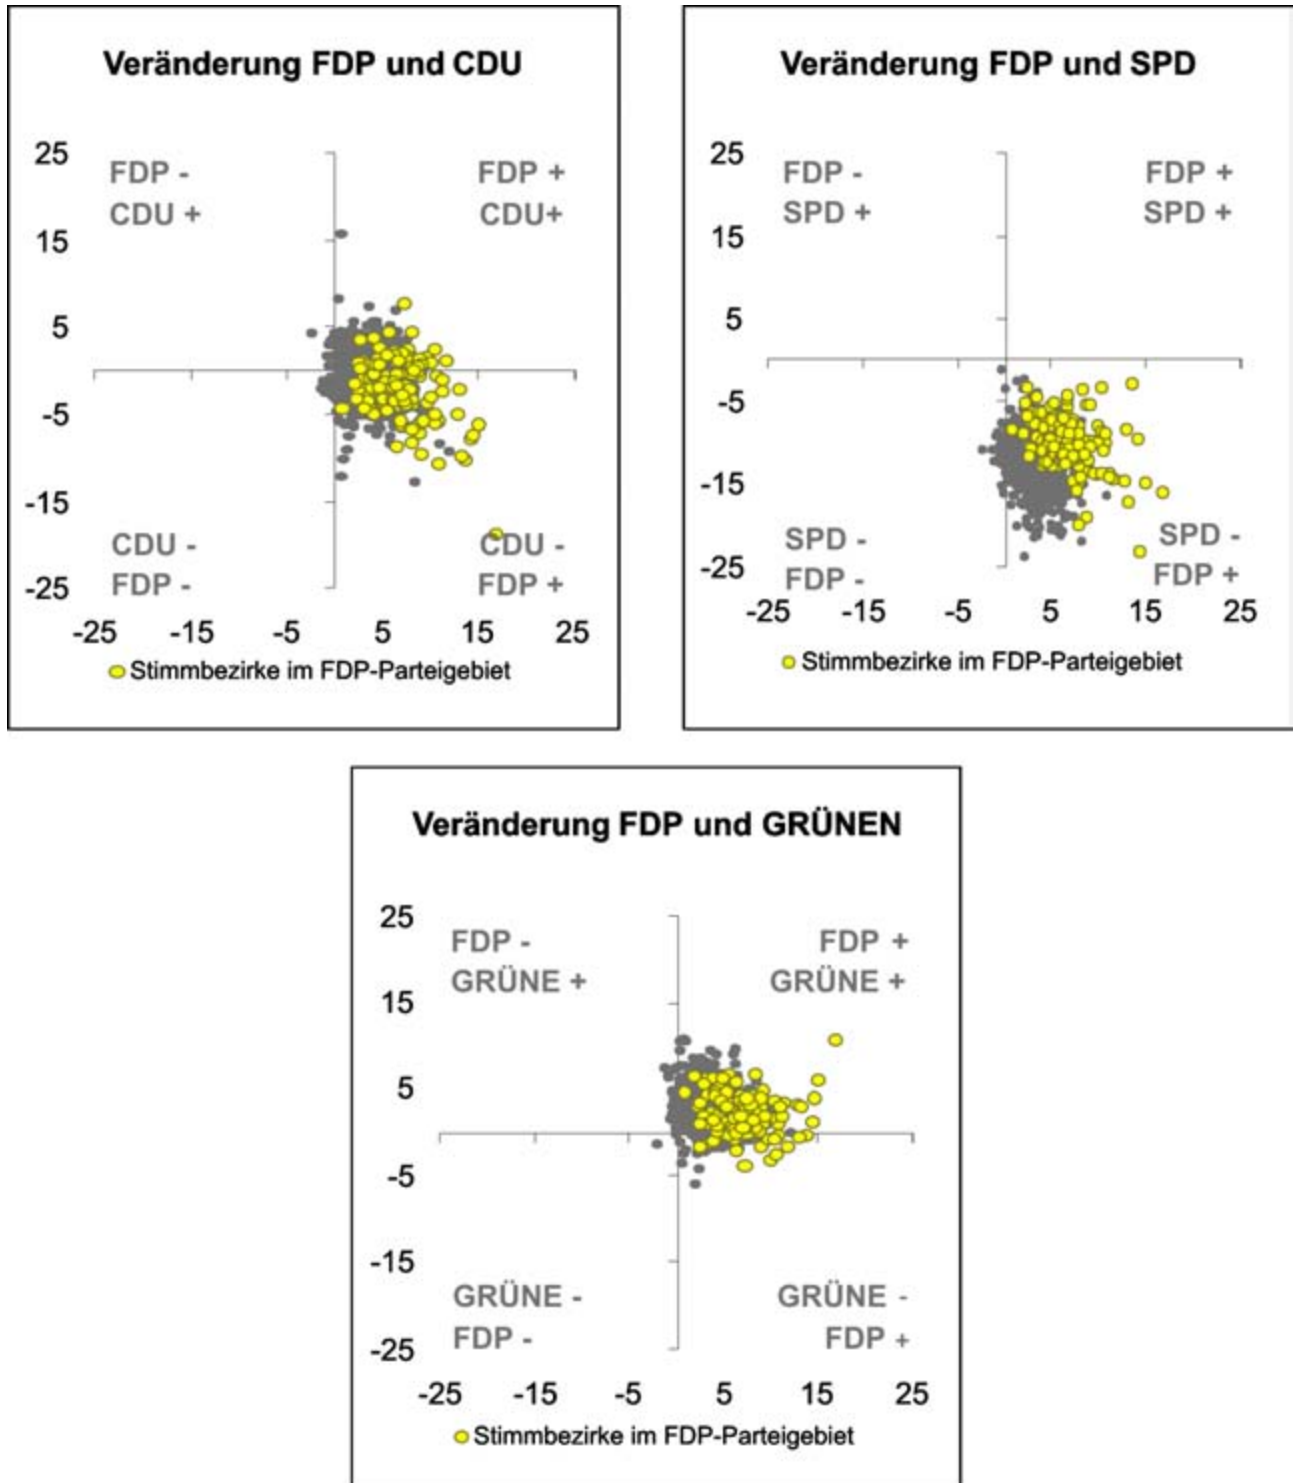 Veränderung FDP und CDU
25
FDP -
FDP +
CDU +
CDU+
15
5
-5
-15
CDU -
CDU -
FDP -
FDP +
-25
-25 -15 -5 5 15 25
Stimmbezirke im FDP-Parteigebiet
Veränderung FDP und SPD
25
FDP -
FDP +
SPD +
SPD +
15
5
-5
-15
SPD -
SPD -
FDP -
FDP +
-25
-25 -15 -5 5 15 25
Stimmbezirke im FDP-Parteigebiet
Veränderung FDP und GRÜNEN
25
FDP -
FDP +
GRÜNE +
GRÜNE +
15
5
-5
-15
GRÜNE -
GRÜNE -
FDP -
FDP +
-25
-25 -15 -5 5 15 25
Stimmbezirke im FDP-Parteigebiet